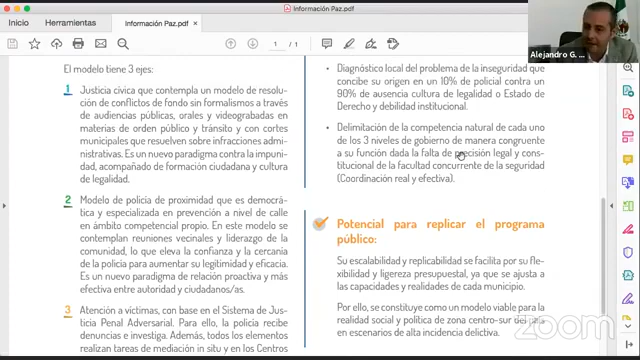 Información Paz.pdf
Inicio
Herramientas
Información Paz.pdf ×
1 / 1
Alejandro G. ...
El modelo tiene 3 ejes:
1 Justicia cívica que contempla un modelo de resolu-
ción de conflictos de fondo sin formalismos a través
de audiencias públicas, orales y videograbadas en
materias de orden público y tránsito y con cortes
municipales que resuelven sobre infracciones admi-
nistrativas. Es un nuevo paradigma contra la impuni-
dad, acompañado de formación ciudadana y cultura
de legalidad.
2 Modelo de policía de proximidad que es democrá-
tica y especializada en prevención a nivel de calle
en ámbito competencial propio. En este modelo se
contemplan reuniones vecinales y liderazgo de la
comunidad, lo que eleva la confianza y la cercanía
de la policía para aumentar su legitimidad y eficacia.
Es un nuevo paradigma de relación proactiva y más
efectiva entre autoridad y ciudadanos/as.
3 Atención a víctimas, con base en el Sistema de Jus-
ticia Penal Adversarial. Para ello, la policía recibe
denuncias e investiga. Además, todos los elementos
realizan tareas de mediación in situ y en los Centros
• Diagnóstico local del problema de la inseguridad que
concibe su origen en un 10% de policial contra un
90% de ausencia cultura de legalidad o Estado de
Derecho y debilidad institucional.
• Delimitación de la competencia natural de cada uno
de los 3 niveles de gobierno de manera congruente
a su función dada la falta de precisión legal y cons-
titucional de la facultad concurrente de la seguridad
(Coordinación real y efectiva).
Potencial para replicar el programa
público:
Su escalabilidad y replicabilidad se facilita por su fle-
xibilidad y ligereza presupuestal, ya que se ajusta a
las capacidades y realidades de cada municipio.
Por ello, se constituye como un modelo viable para la
realidad social y política de zona centro-sur del país
en escenarios de alta incidencia delictiva.
zoom